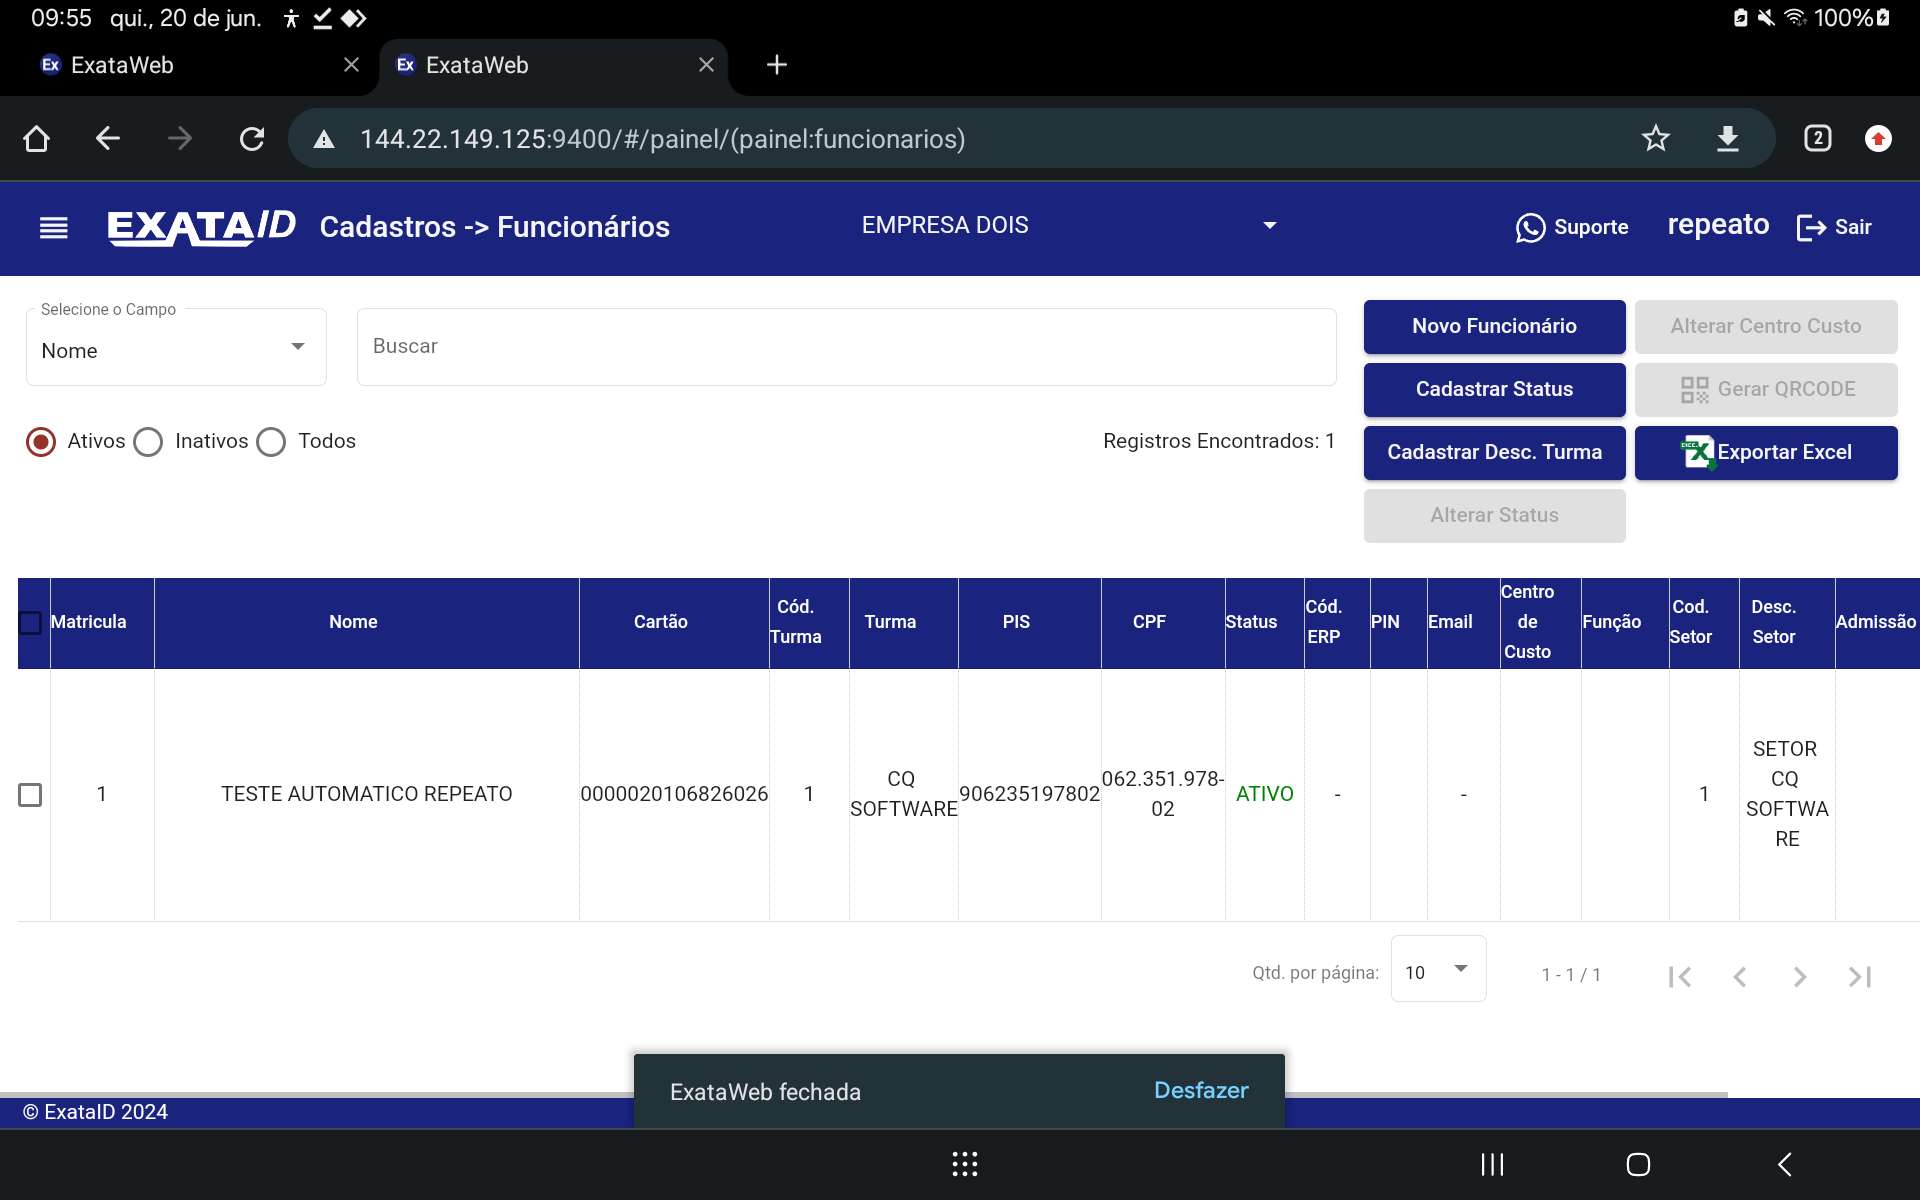 09:55 qui., 20 de jun. 100%
Ex ExataWeb Ex ExataWeb
144.22.149.125:9400/#/painel/(painel:funcionarios) 2
EXATAID Cadastros -> Funcionários EMPRESA DOIS Suporte repeato Sair
Selecione o Campo
Nome
Buscar
Novo Funcionário Alterar Centro Custo
Cadastrar Status Gerar QRCODE
Ativos Inativos Todos Registros Encontrados: 1
Cadastrar Desc. Turma Exportar Excel
Alterar Status
Matricula Nome Cartão Cód. Turma Turma PIS CPF Status Cód. ERP PIN Email Centro de Custo Função Cod. Setor Desc. Setor Admissão
1 TESTE AUTOMATICO REPEATO 0000020106826026 1 CQ SOFTWARE 906235197802 062.351.978-02 ATIVO - - 1 SETOR CQ SOFTWARE
Qtd. por página: 10 1 - 1 / 1
ExataWeb fechada Desfazer
© ExataID 2024